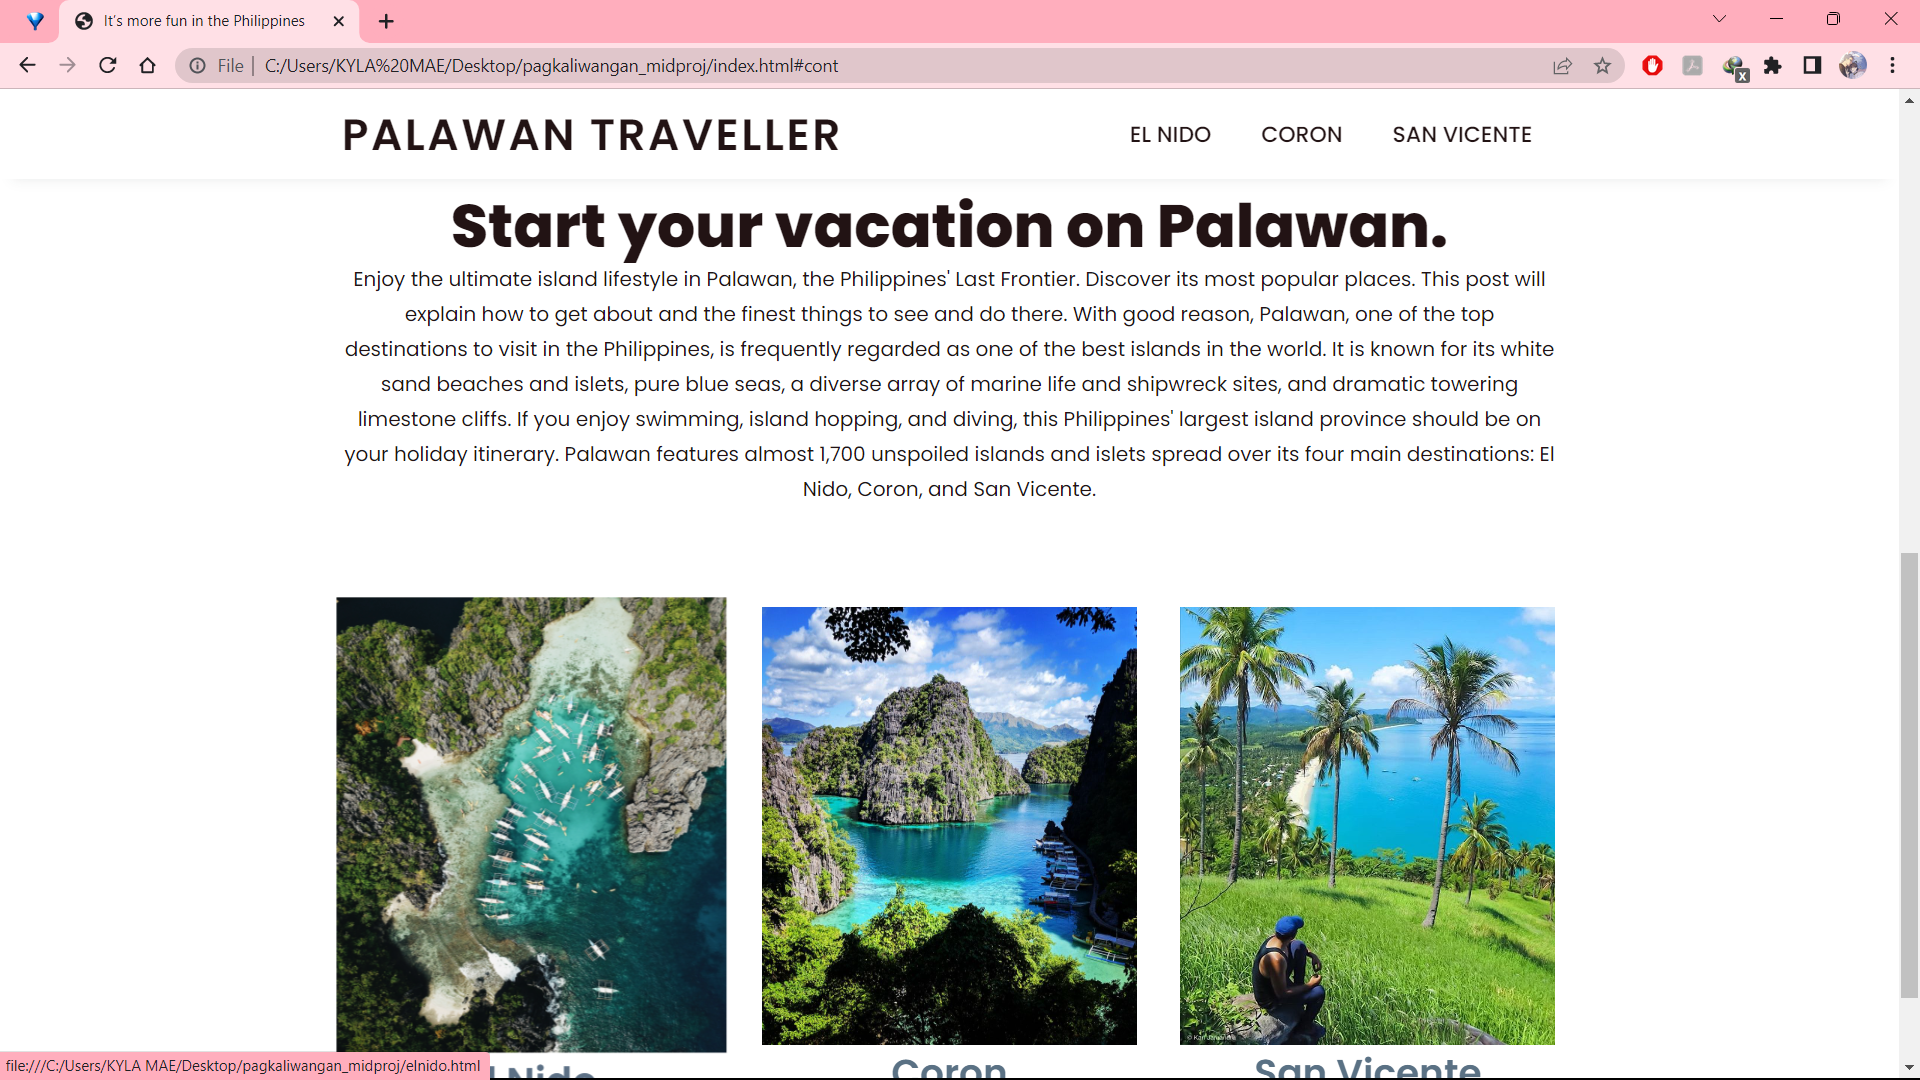 It's more fun in the Philippines
File | C:/Users/KYLA%20MAE/Desktop/pagkaliwangan_midproj/index.html#cont
PALAWAN TRAVELLER
EL NIDO CORON SAN VICENTE
Start your vacation on Palawan.
Enjoy the ultimate island lifestyle in Palawan, the Philippines' Last Frontier. Discover its most popular places. This post will
explain how to get about and the finest things to see and do there. With good reason, Palawan, one of the top
destinations to visit in the Philippines, is frequently regarded as one of the best islands in the world. It is known for its white
sand beaches and islets, pure blue seas, a diverse array of marine life and shipwreck sites, and dramatic towering
limestone cliffs. If you enjoy swimming, island hopping, and diving, this Philippines' largest island province should be on
your holiday itinerary. Palawan features almost 1,700 unspoiled islands and islets spread over its four main destinations: El
Nido, Coron, and San Vicente.
Nido Coron San Vicente
file:///C:/Users/KYLA MAE/Desktop/pagkaliwangan_midproj/elnido.html